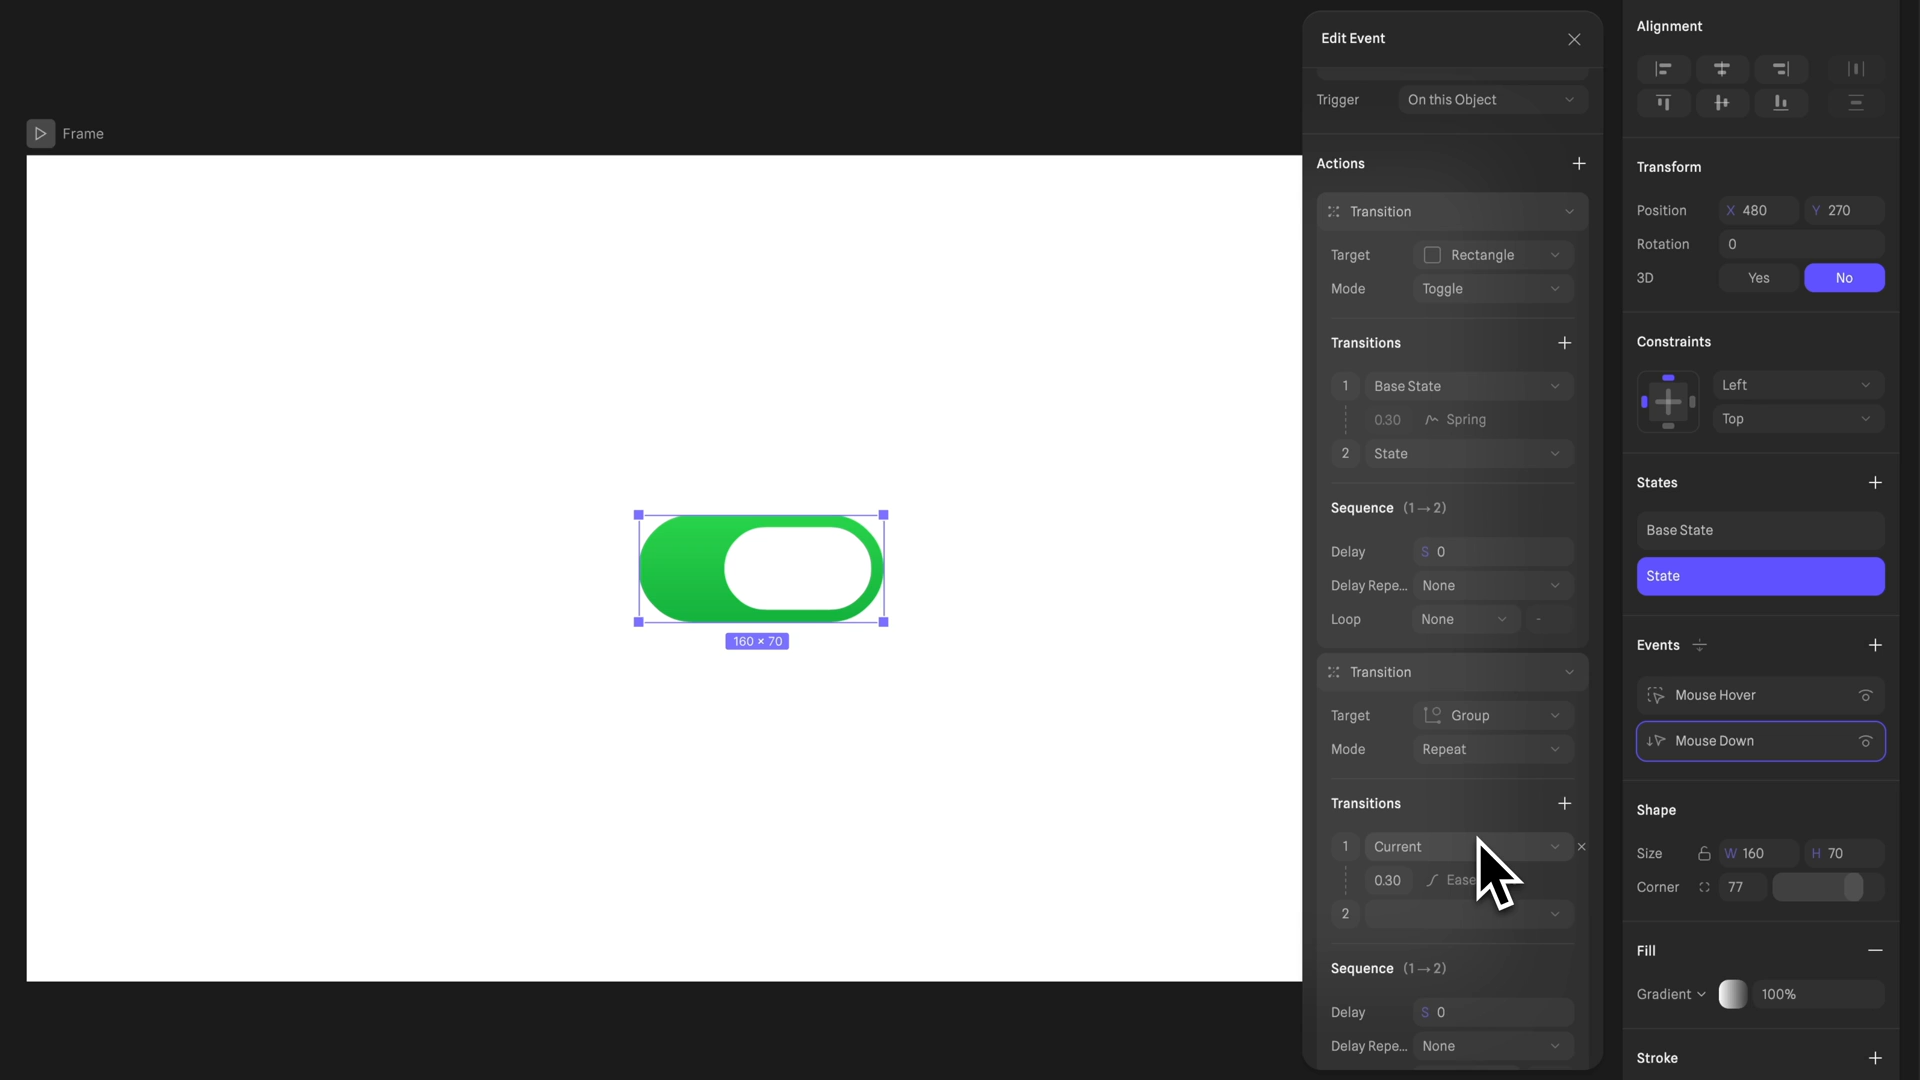 Frame
160 × 70
Edit Event
Trigger
On this Object
Actions
Transition
Target
Rectangle
Mode
Toggle
Transitions
1
Base State
0.30
Spring
2
State
Sequence (1→2)
Delay
S 0
Delay Repe...
None
Loop
None
-
Transition
Target
Group
Mode
Repeat
Transitions
1
Current
0.30
Ease
2
Sequence (1→2)
Delay
S 0
Delay Repe...
None
Alignment
Transform
Position
X 480
Y 270
Rotation
0
3D
Yes
No
Constraints
Left
Top
States
Base State
State
Events
Mouse Hover
Mouse Down
Shape
Size
W 160
H 70
Corner
77
Fill
Gradient
100%
Stroke